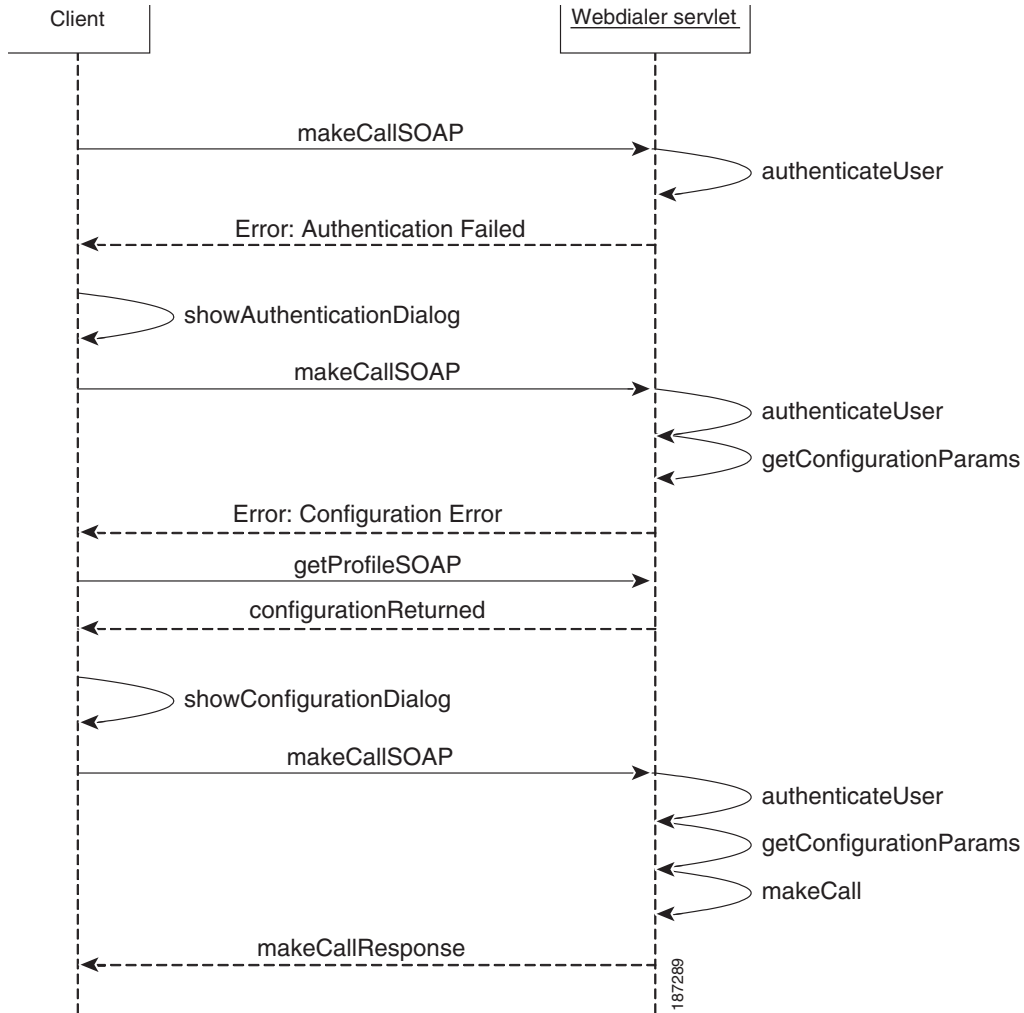 Client
Webdialer servlet
makeCallSOAP
authenticateUser
Error: Authentication Failed
showAuthenticationDialog
makeCallSOAP
authenticateUser
getConfigurationParams
Error: Configuration Error
getProfileSOAP
configurationReturned
showConfigurationDialog
makeCallSOAP
authenticateUser
getConfigurationParams
makeCall
makeCallResponse
187289